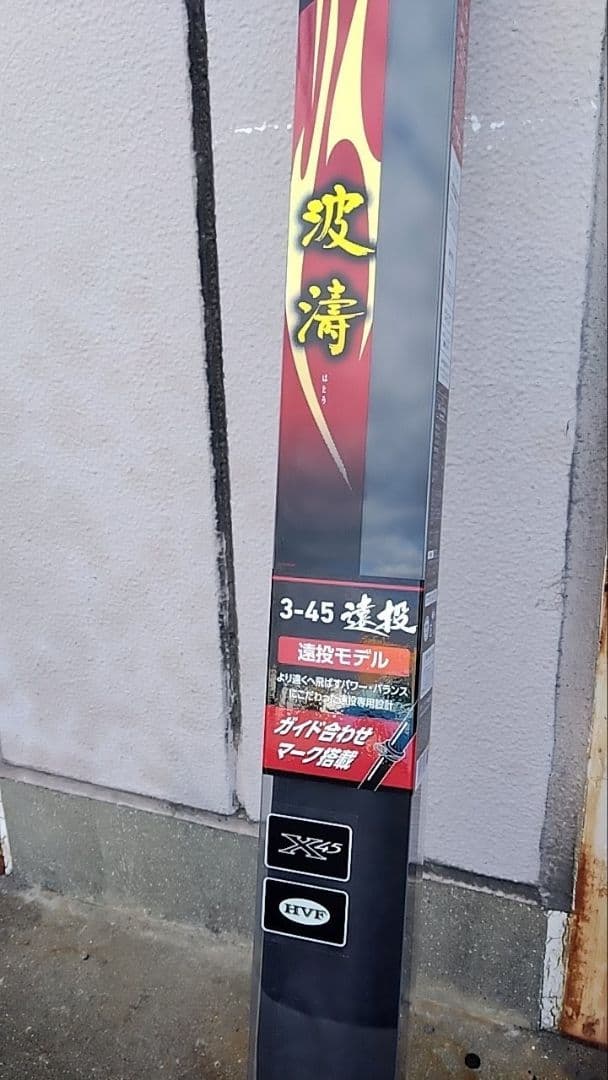 波
濤
はとう
3-45 遠投
遠投モデル
より遠くへ飛ばすパワー・バランス
にこだわった遠投専用設計
ガイド合わせ
マーク搭載
X45
HVF